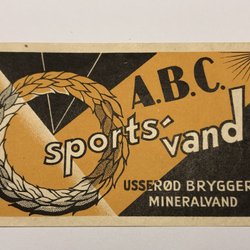 A.B.C.
sports-vand
USSERØD BRYGGERI
MINERALVAND